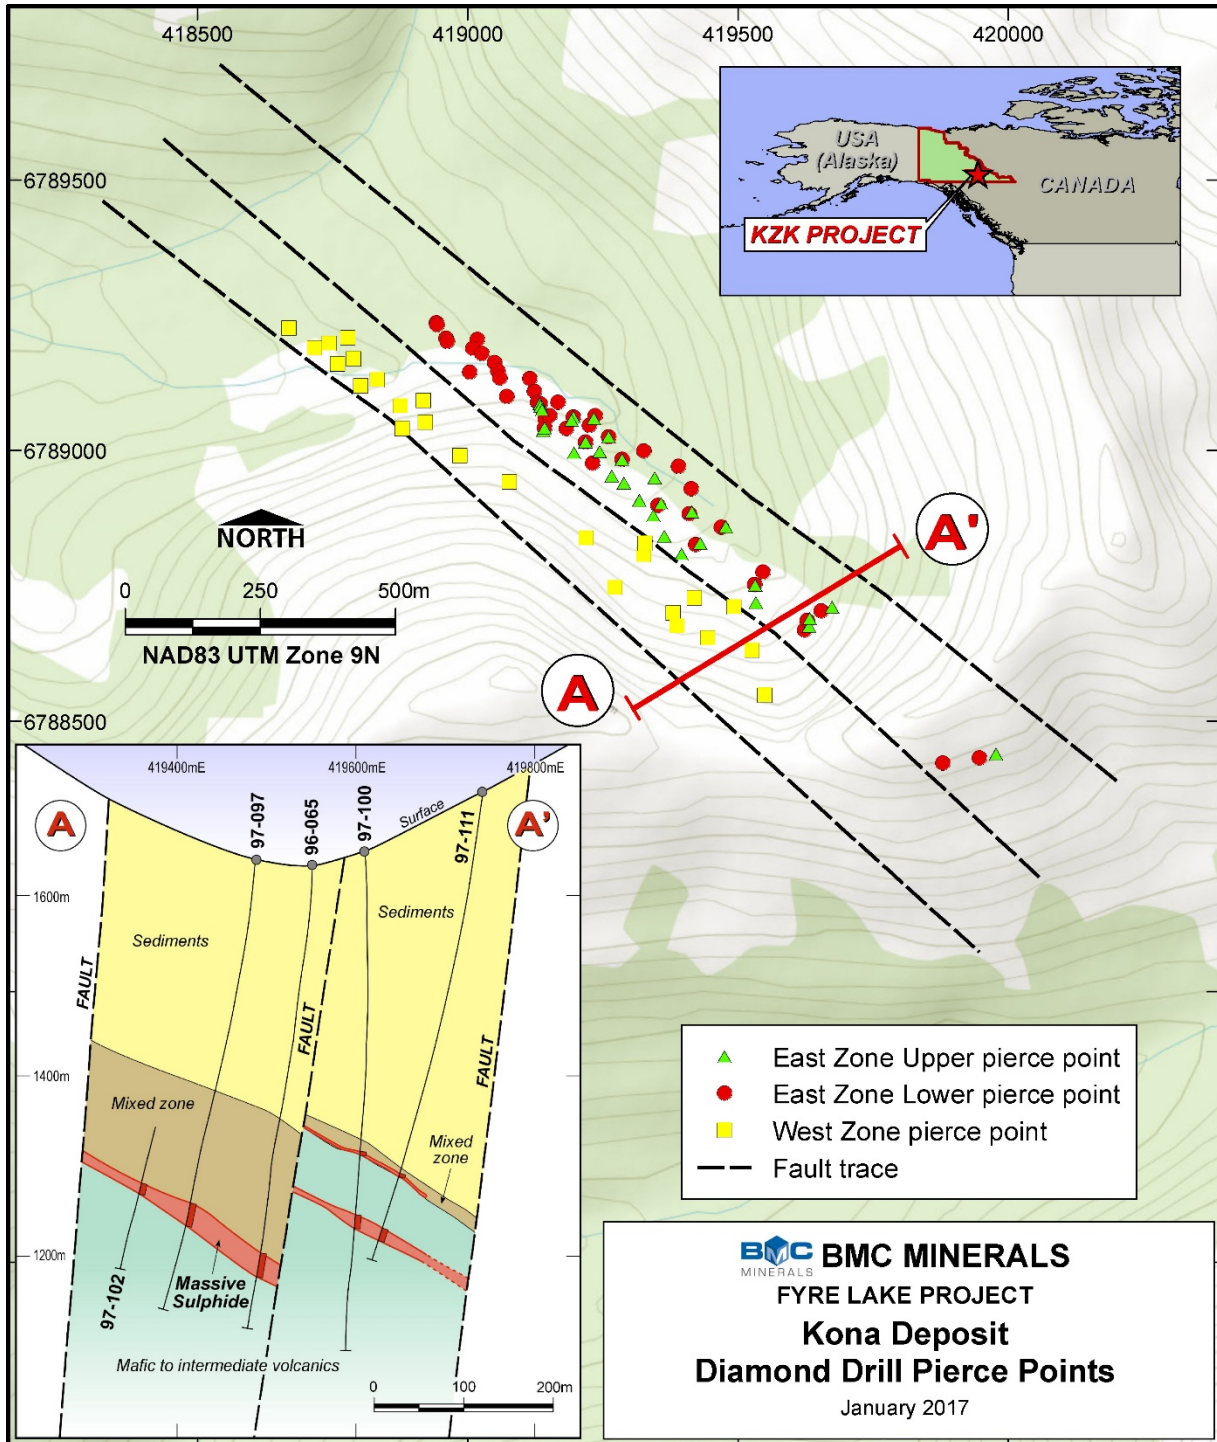 418500
419000
419500
420000
6789500
6789000
6788500
USA
(Alaska)
CANADA
KZK PROJECT
NORTH
0
250
500m
NAD83 UTM Zone 9N
A
A'
419400mE
419600mE
419800mE
A
A'
97-097
96-065
97-100
97-111
Surface
1600m
1400m
1200m
Sediments
Sediments
FAULT
FAULT
FAULT
Mixed zone
Mixed
zone
Massive
Sulphide
97-102
Mafic to intermediate volcanics
0
100
200m
East Zone Upper pierce point
East Zone Lower pierce point
West Zone pierce point
Fault trace
BMC
MINERALS
BMC MINERALS
FYRE LAKE PROJECT
Kona Deposit
Diamond Drill Pierce Points
January 2017